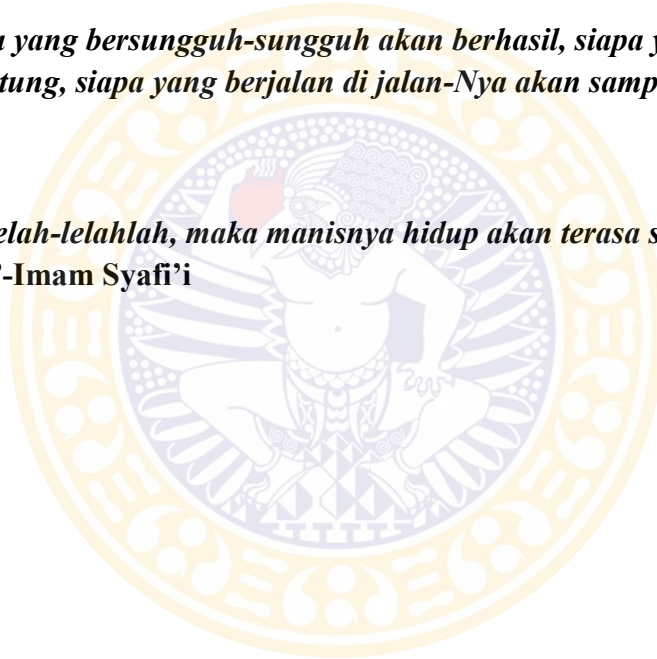 yang bersungguh-sungguh akan berhasil, siapa
tung, siapa yang berjalan di jalan-Nya akan samp
elah-lelahlah, maka manisnya hidup akan terasa s
’-Imam Syafi’i